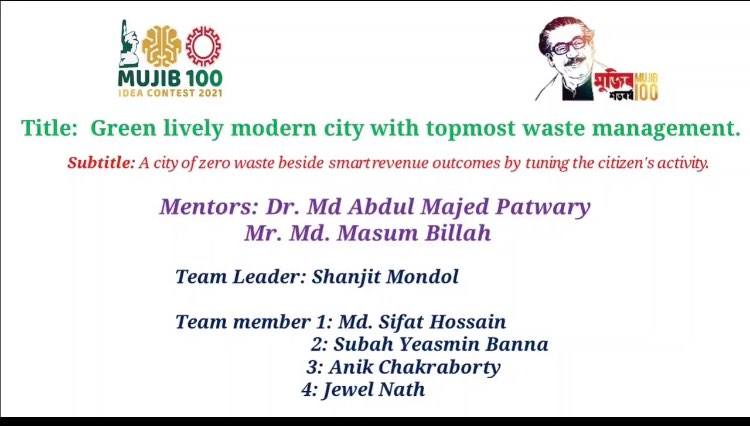 MUJIB 100
IDEA CONTEST 2021
মুজিব MUJIB
শতবর্ষ 100
Title: Green lively modern city with topmost waste management.
Subtitle: A city of zero waste beside smart revenue outcomes by tuning the citizen's activity.
Mentors: Dr. Md Abdul Majed Patwary
Mr. Md. Masum Billah
Team Leader: Shanjit Mondol
Team member 1: Md. Sifat Hossain
2: Subah Yeasmin Banna
3: Anik Chakraborty
4: Jewel Nath